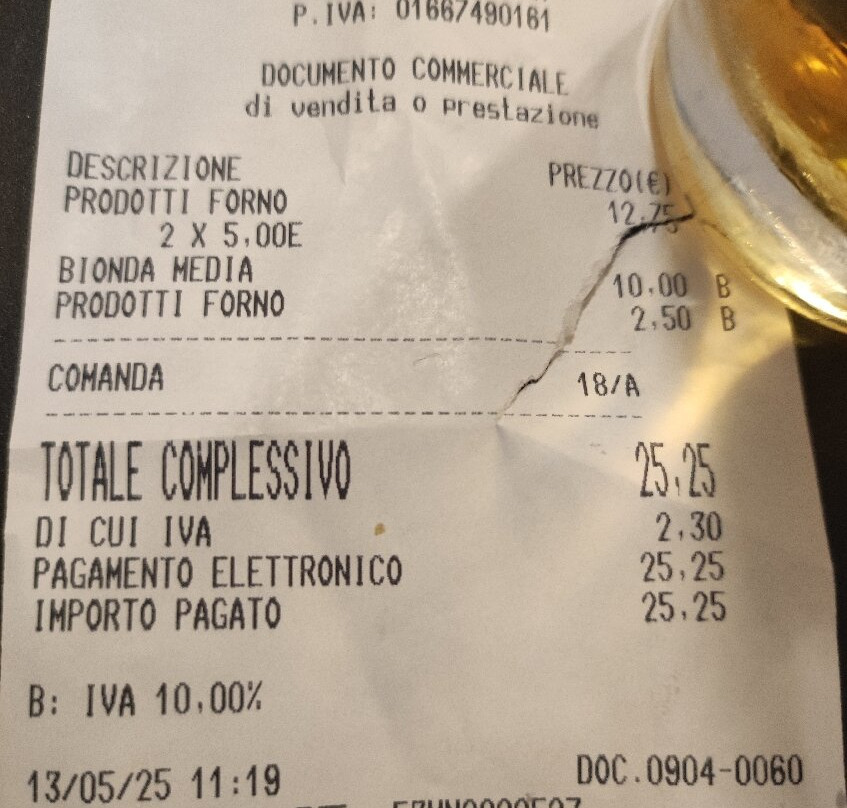 P.IVA: 01667490161
DOCUMENTO COMMERCIALE
di vendita o prestazione
DESCRIZIONE PREZZO(€)
PRODOTTI FORNO 12,75
2 X 5,00E
BIONDA MEDIA 10,00 B
PRODOTTI FORNO 2,50 B
COMANDA 18/A
TOTALE COMPLESSIVO 25,25
DI CUI IVA 2,30
PAGAMENTO ELETTRONICO 25,25
IMPORTO PAGATO 25,25
B: IVA 10,00%
13/05/25 11:19 DOC.0904-0060